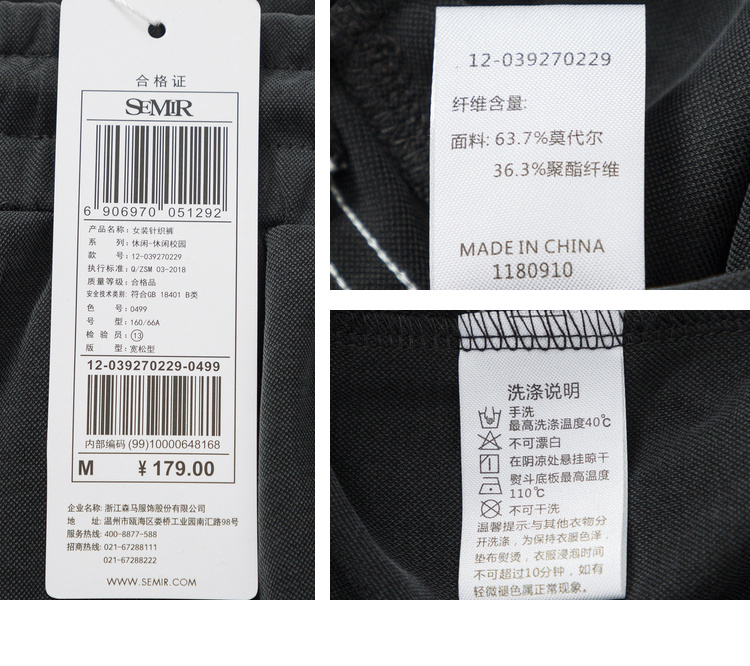 合格证
SEMIR
6 906970 051292
产品名称: 女装针织裤
系 列: 休闲-休闲校园
款 号: 12-039270229
执行标准: Q/ZSM 03-2018
质量等级: 合格品
安全技术类别: 符合GB 18401 B类
色 号: 0499
号 型: 160/66A
检 验 员: 13
版 型: 宽松型
12-039270229-0499
内部编码 (99)10000648168
M ¥179.00
企业名称: 浙江森马服饰股份有限公司
地 址: 温州市瓯海区娄桥工业园南汇路98号
服务热线: 400-8877-588
招商热线: 021-67288111
021-67288222
WWW.SEMIR.COM
12-039270229
纤维含量:
面料: 63.7%莫代尔
36.3%聚酯纤维
MADE IN CHINA
1180910
洗涤说明
手洗
最高洗涤温度40℃
不可漂白
在阴凉处悬挂晾干
熨斗底板最高温度
110℃
不可干洗
温馨提示:与其他衣物分
开洗涤，为保持衣服色泽，
垫布熨烫，衣服浸泡时间
不可超过10分钟，如有
轻微褪色属正常现象。